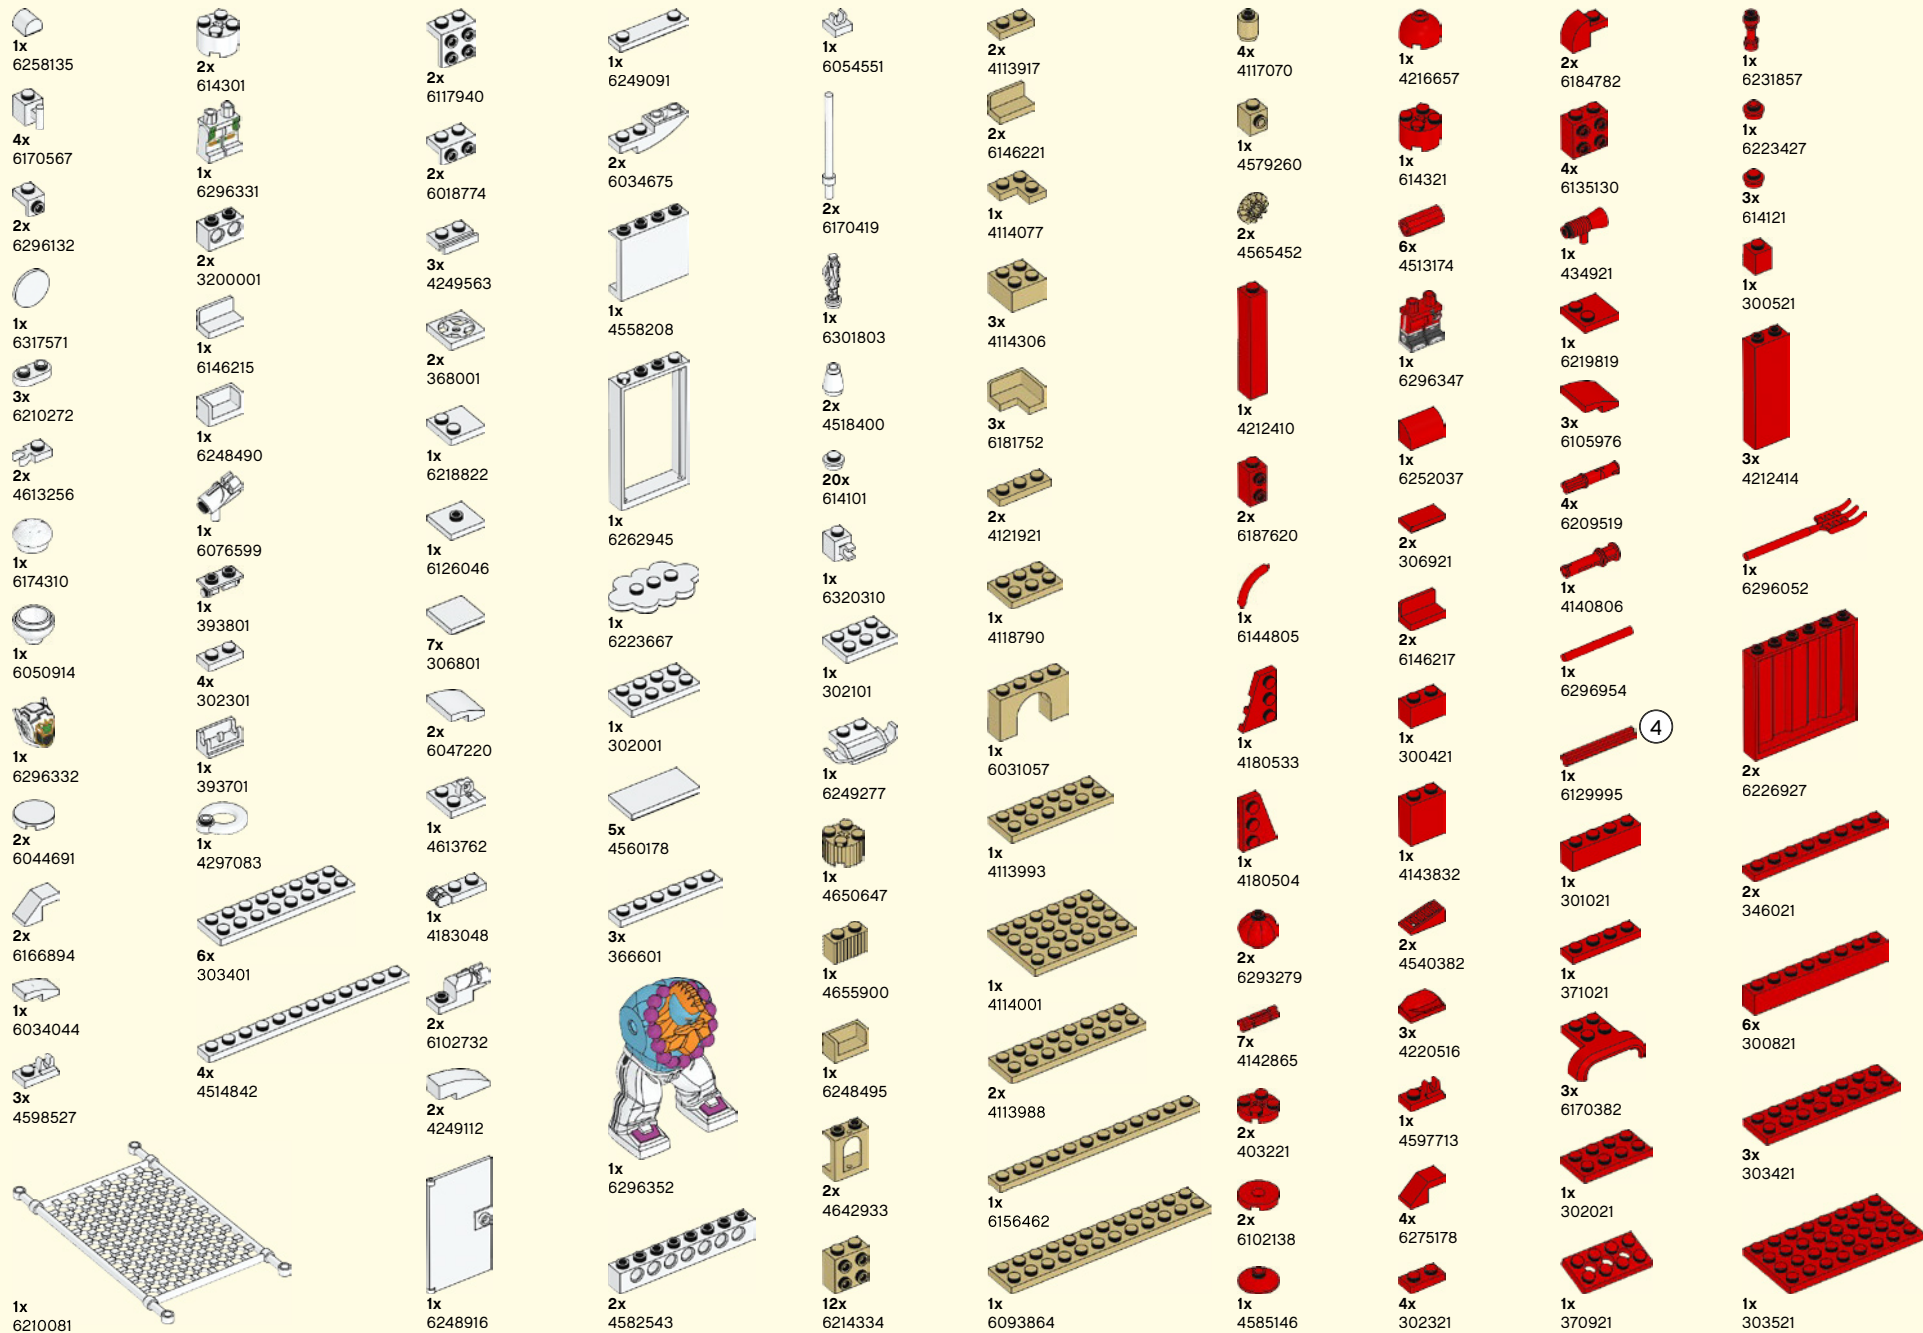 1x
6258135
4x
6170567
2x
6296132
1x
6317571
3x
6210272
2x
4613256
1x
6174310
1x
6050914
1x
6296332
2x
6044691
2x
6166894
1x
6034044
3x
4598527
1x
6210081
2x
614301
1x
6296331
2x
3200001
1x
6146215
1x
6248490
1x
6076599
1x
393801
4x
302301
1x
393701
1x
4297083
6x
303401
4x
4514842
2x
6117940
2x
6018774
3x
4249563
2x
368001
1x
6218822
1x
6126046
7x
306801
2x
6047220
1x
4613762
1x
4183048
2x
6102732
2x
4249112
1x
6248916
1x
6249091
2x
6034675
1x
4558208
1x
6262945
1x
6223667
1x
302001
5x
4560178
3x
366601
1x
6296352
2x
4582543
1x
6054551
2x
6170419
1x
6301803
2x
4518400
20x
614101
1x
6320310
1x
302101
1x
6249277
1x
4650647
1x
4655900
1x
6248495
2x
4642933
12x
6214334
2x
4113917
2x
6146221
1x
4114077
3x
4114306
3x
6181752
2x
4121921
1x
4118790
1x
6031057
1x
4113993
1x
4114001
2x
4113988
1x
6156462
1x
6093864
4x
4117070
1x
4579260
2x
4565452
1x
4212410
2x
6187620
1x
6144805
1x
4180533
1x
4180504
2x
6293279
7x
4142865
2x
403221
2x
6102138
1x
4585146
1x
4216657
1x
614321
6x
4513174
1x
6296347
1x
6252037
2x
306921
2x
6146217
1x
300421
1x
4143832
2x
4540382
3x
4220516
1x
4597713
4x
6275178
4x
302321
2x
6184782
4x
6135130
1x
434921
1x
6219819
3x
6105976
4x
6209519
1x
4140806
1x
6296954
4
1x
6129995
1x
301021
1x
371021
3x
6170382
1x
302021
1x
370921
1x
6231857
1x
6223427
3x
614121
1x
300521
3x
4212414
1x
6296052
2x
6226927
2x
346021
6x
300821
3x
303421
1x
303521